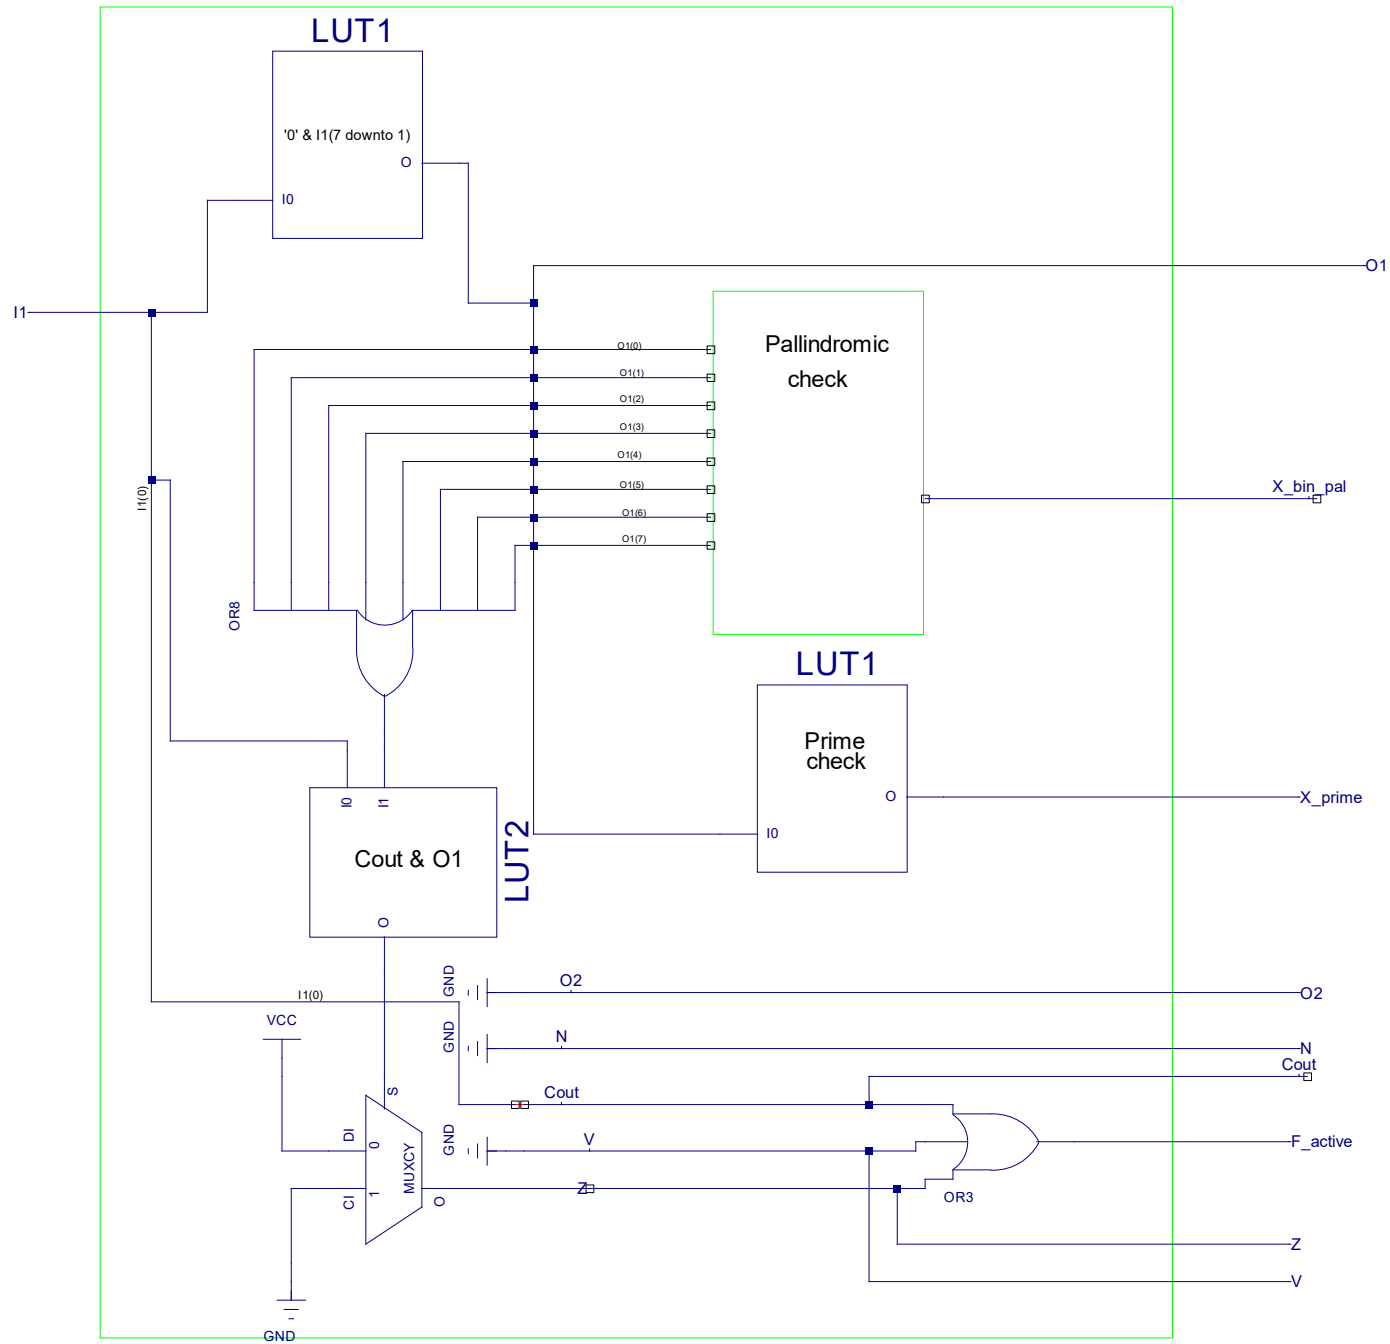 LUT1
'0' & I1(7 downto 1)
O
I0
O1
I1
Pallindromic
check
O1(0)
O1(1)
O1(2)
O1(3)
O1(4)
O1(5)
O1(6)
O1(7)
I1(0)
X_bin_pal
OR8
LUT1
Prime
check
O
I0
X_prime
I0
I1
Cout & O1
LUT2
O
GND
O2
O2
I1(0)
VCC
GND
N
N
Cout
Cout
S
GND
V
F_active
DI
0
MUXCY
CI
1
O
Z
OR3
Z
V
GND